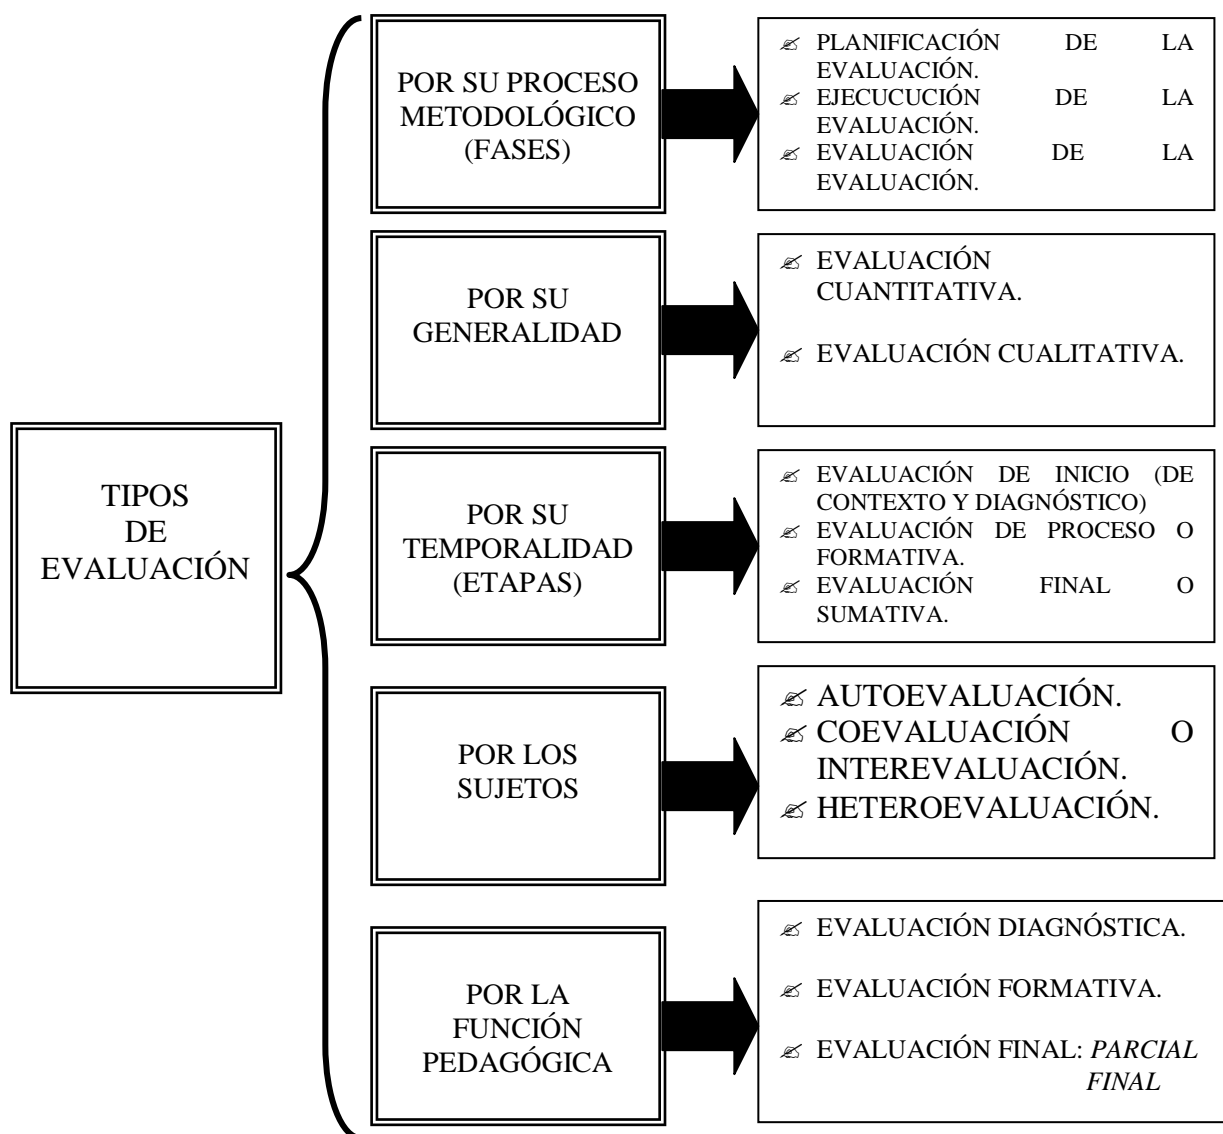 TIPOS
DE
EVALUACIÓN
POR SU PROCESO
METODOLÓGICO
(FASES)
PLANIFICACIÓN DE LA
EVALUACIÓN.
EJECUCUCIÓN DE LA
EVALUACIÓN.
EVALUACIÓN DE LA
EVALUACIÓN.
POR SU
GENERALIDAD
EVALUACIÓN
CUANTITATIVA.
EVALUACIÓN CUALITATIVA.
POR SU
TEMPORALIDAD
(ETAPAS)
EVALUACIÓN DE INICIO (DE
CONTEXTO Y DIAGNÓSTICO)
EVALUACIÓN DE PROCESO O
FORMATIVA.
EVALUACIÓN FINAL O
SUMATIVA.
POR LOS
SUJETOS
AUTOEVALUACIÓN.
COEVALUACIÓN O
INTEREVALUACIÓN.
HETEROEVALUACIÓN.
POR LA
FUNCIÓN
PEDAGÓGICA
EVALUACIÓN DIAGNÓSTICA.
EVALUACIÓN FORMATIVA.
EVALUACIÓN FINAL: PARCIAL
FINAL